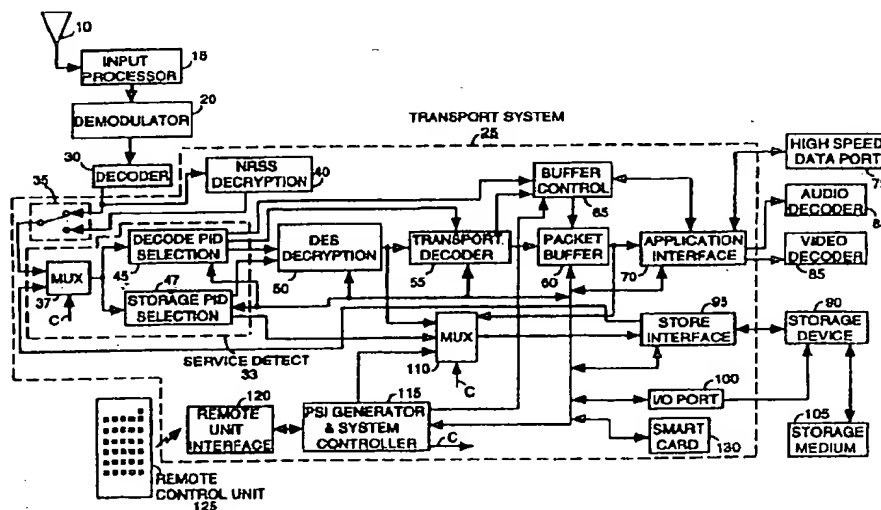 10
15
INPUT
PROCESSOR
20
DEMODULATOR
TRANSPORT SYSTEM
25
30
DECODER
NRSS
DECRYPTION
40
35
BUFFER
CONTROL
65
HIGH SPEED
DATA PORT
75
AUDIO
DECODER
VIDEO
DECODER
85
DECODE PID
SELECTION
45
47
DES
DECRYPTION
50
TRANSPORT
DECODER
55
PACKET
BUFFER
60
APPLICATION
INTERFACE
70
MUX
37
C
STORAGE PID
SELECTION
SERVICE DETECT
33
MUX
110
C
95
STORE
INTERFACE
90
STORAGE
DEVICE
120
REMOTE
UNIT
INTERFACE
115
PSI GENERATOR
& SYSTEM
CONTROLLER
C
100
I/O PORT
SMART
CARD
130
105
STORAGE
MEDIUM
REMOTE
CONTROL UNIT
125